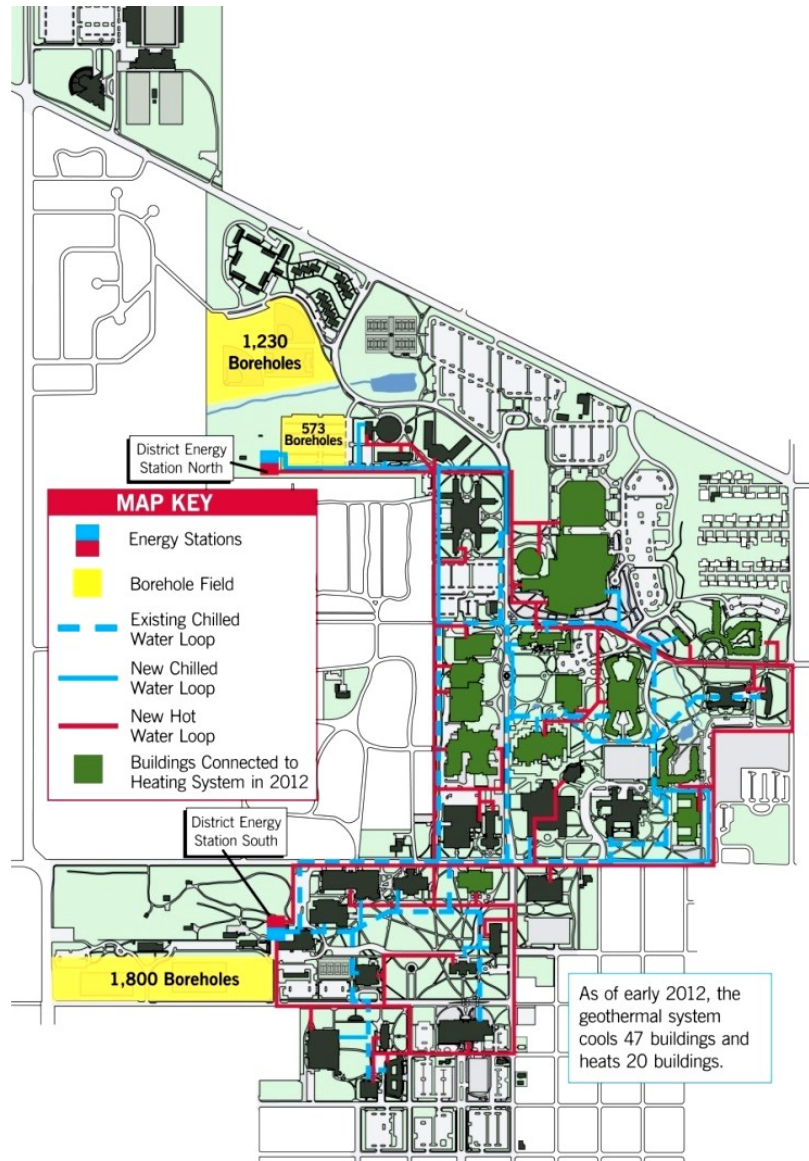 1,230
Boreholes
573
Boreholes
District Energy
Station North
MAP KEY
Energy Stations
Borehole Field
Existing Chilled
Water Loop
New Chilled
Water Loop
New Hot
Water Loop
Buildings Connected to
Heating System in 2012
District Energy
Station South
1,800 Boreholes
As of early 2012, the
geothermal system
cools 47 buildings and
heats 20 buildings.